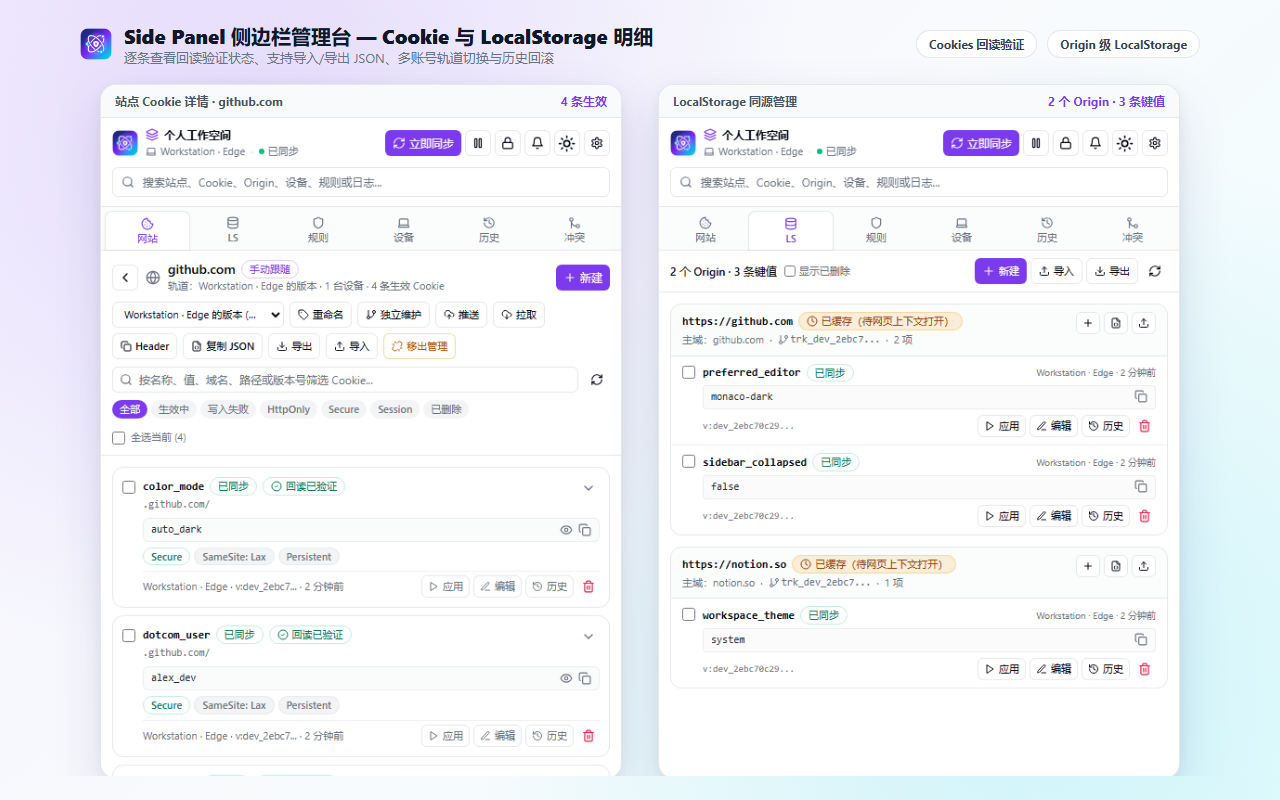 Side Panel 侧边栏管理台 — Cookie 与 LocalStorage 明细
逐条查看回读验证状态、支持导入/导出 JSON、多账号轨道切换与历史回滚
Cookies 回读验证
Origin 级 LocalStorage
站点 Cookie 详情 · github.com
4 条生效
个人工作空间
Workstation · Edge
已同步
立即同步
搜索站点、Cookie、Origin、设备、规则或日志...
网站
LS
规则
设备
历史
冲突
github.com
手动跟随
轨道: Workstation · Edge 的版本 · 1 台设备 · 4 条生效 Cookie
+ 新建
Workstation · Edge 的版本 (...
重命名
独立维护
推送
拉取
Header
复制 JSON
导出
导入
移出管理
按名称、值、域名、路径或版本号筛选 Cookie...
全部
生效中
写入失败
HttpOnly
Secure
Session
已删除
全选当前 (4)
color_mode
已同步
回读已验证
.github.com/
auto_dark
Secure
SameSite: Lax
Persistent
Workstation · Edge · v:dev_2ebc7... · 2 分钟前
应用
编辑
历史
dotcom_user
已同步
回读已验证
.github.com/
alex_dev
Secure
SameSite: Lax
Persistent
Workstation · Edge · v:dev_2ebc7... · 2 分钟前
应用
编辑
历史
LocalStorage 同源管理
2 个 Origin · 3 条键值
个人工作空间
Workstation · Edge
已同步
立即同步
搜索站点、Cookie、Origin、设备、规则或日志...
网站
LS
规则
设备
历史
冲突
2 个 Origin · 3 条键值
显示已删除
+ 新建
导入
导出
https://github.com
已缓存（待网页上下文打开）
主域: github.com · trk_dev_2ebc7... · 2 项
preferred_editor
已同步
Workstation · Edge · 2 分钟前
monaco-dark
v:dev_2ebc70c29...
应用
编辑
历史
sidebar_collapsed
已同步
Workstation · Edge · 2 分钟前
false
v:dev_2ebc70c29...
应用
编辑
历史
https://notion.so
已缓存（待网页上下文打开）
主域: notion.so · trk_dev_2ebc7... · 1 项
workspace_theme
已同步
Workstation · Edge · 2 分钟前
system
v:dev_2ebc70c29...
应用
编辑
历史